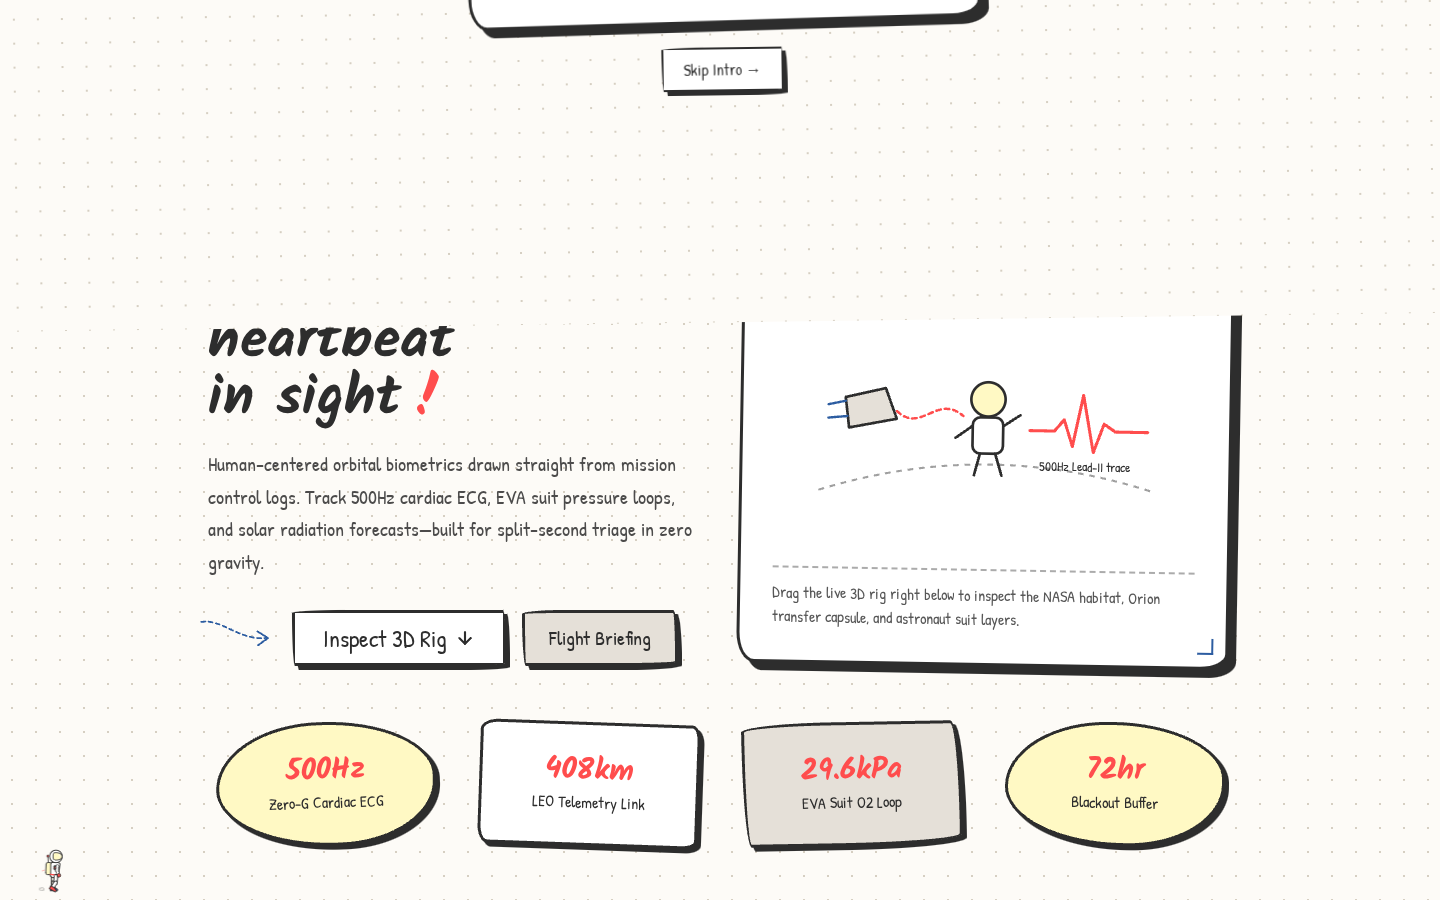 Skip Intro →
heartbeat
in sight !
Human-centered orbital biometrics drawn straight from mission
control logs. Track 500Hz cardiac ECG, EVA suit pressure loops,
and solar radiation forecasts—built for split-second triage in zero
gravity.
Inspect 3D Rig ↓
Flight Briefing
500Hz Lead-II trace
Drag the live 3D rig right below to inspect the NASA habitat, Orion
transfer capsule, and astronaut suit layers.
500Hz
Zero-G Cardiac ECG
408km
LEO Telemetry Link
29.6kPa
EVA Suit O2 Loop
72hr
Blackout Buffer